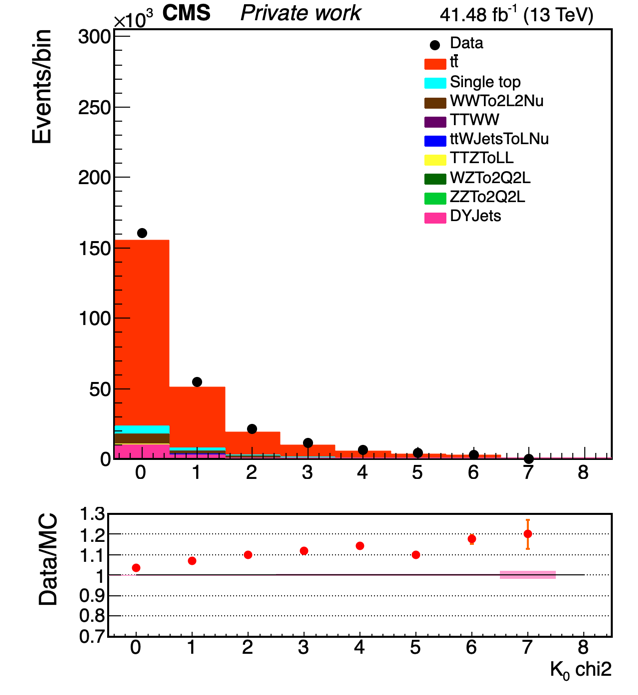 ×10³ CMS Private work 41.48 fb⁻¹ (13 TeV)
Events/bin
300
250
200
150
100
50
0
Data
tt̄
Single top
WWTo2L2Nu
TTWW
ttWJetsToLNu
TTZToLL
WZTo2Q2L
ZZTo2Q2L
DYJets
0 1 2 3 4 5 6 7 8
Data/MC
1.3
1.2
1.1
1
0.9
0.8
0.7
0 1 2 3 4 5 6 7 8
K₀ chi2